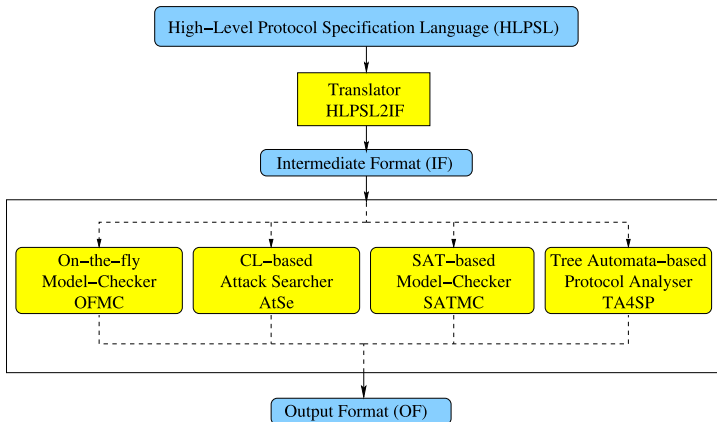 High-Level Protocol Specification Language (HLPSL)
Translator
HLPSL2IF
Intermediate Format (IF)
On-the-fly
Model-Checker
OFMC
CL-based
Attack Searcher
AtSe
SAT-based
Model-Checker
SATMC
Tree Automata-based
Protocol Analyser
TA4SP
Output Format (OF)